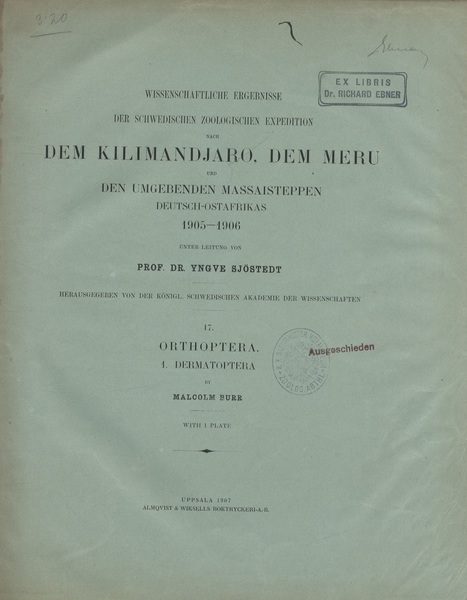 3.20
EX LIBRIS
Dr. RICHARD EBNER
WISSENSCHAFTLICHE ERGEBNISSE
DER SCHWEDISCHEN ZOOLOGISCHEN EXPEDITION
NACH
DEM KILIMANDJARO, DEM MERU
UND
DEN UMGEBENDEN MASSAISTEPPEN
DEUTSCH-OSTAFRIKAS
1905—1906
UNTER LEITUNG VON
PROF. DR. YNGVE SJÖSTEDT
HERAUSGEGEBEN VON DER KÖNIGL. SCHWEDISCHEN AKADEMIE DER WISSENSCHAFTEN
17.
ORTHOPTERA.
1. DERMATOPTERA
BY
MALCOLM BURR
WITH 1 PLATE
Ausgeschieden
UPPSALA 1907
ALMQVIST & WIKSELLS BOKTRYCKERI-A.-B.